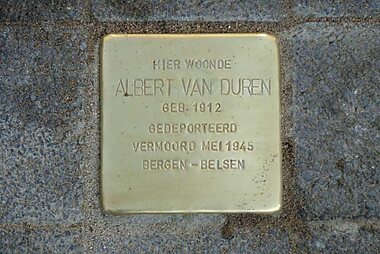 HIER WOONDE
ALBERT VAN DUREN
GEB. 1912
GEDEPORTEERD
VERMOORD MEI 1945
BERGEN - BELSEN